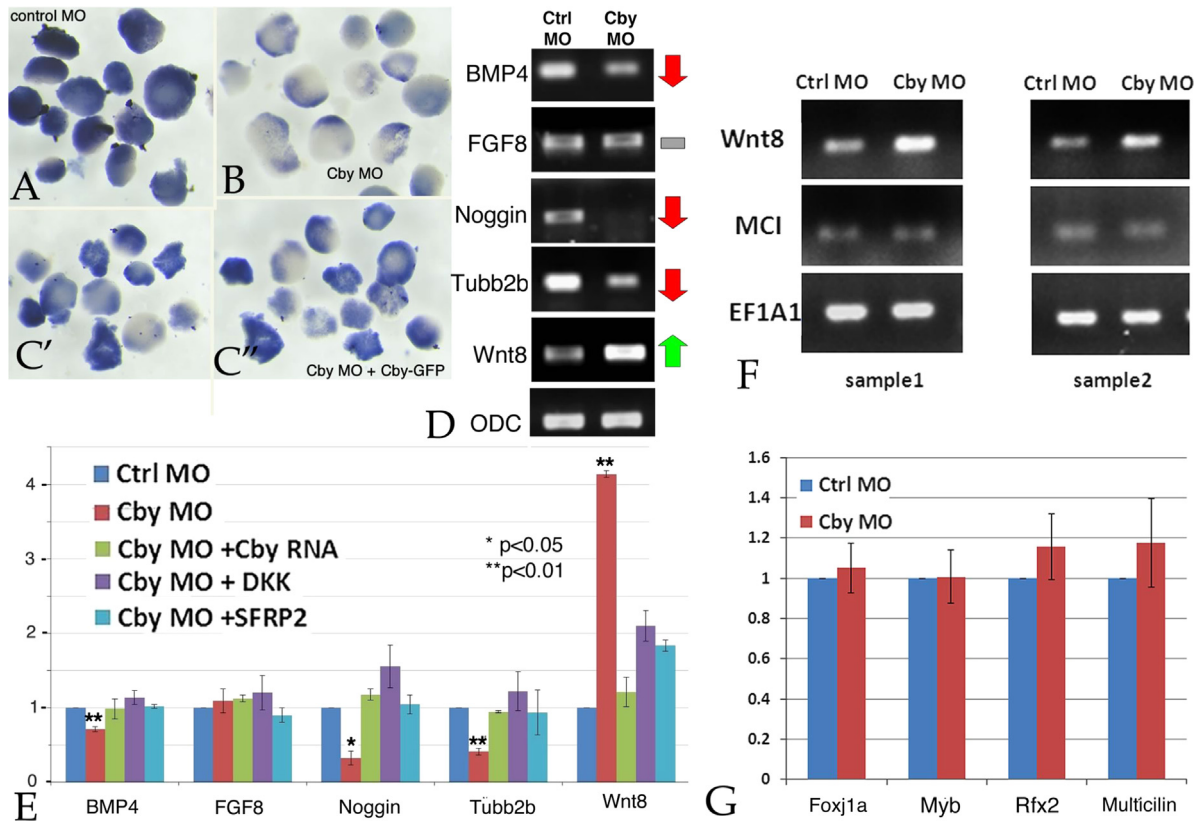 control MO
A
B
Cby MO
C'
C"
Cby MO + Cby-GFP
Ctrl MO
Cby MO
BMP4
FGF8
Noggin
Tubb2b
Wnt8
ODC
D
Ctrl MO Cby MO Ctrl MO Cby MO
Wnt8
MCI
EF1A1
F
sample1 sample2
Ctrl MO
Cby MO
Cby MO +Cby RNA
Cby MO + DKK
Cby MO +SFRP2
* p<0.05
**p<0.01
4
3
2
1
0
**
*
**
**
BMP4 FGF8 Noggin Tubb2b Wnt8
E
Ctrl MO
Cby MO
1.6
1.4
1.2
1
0.8
0.6
0.4
0.2
0
Foxj1a Myb Rfx2 Multicilin
G